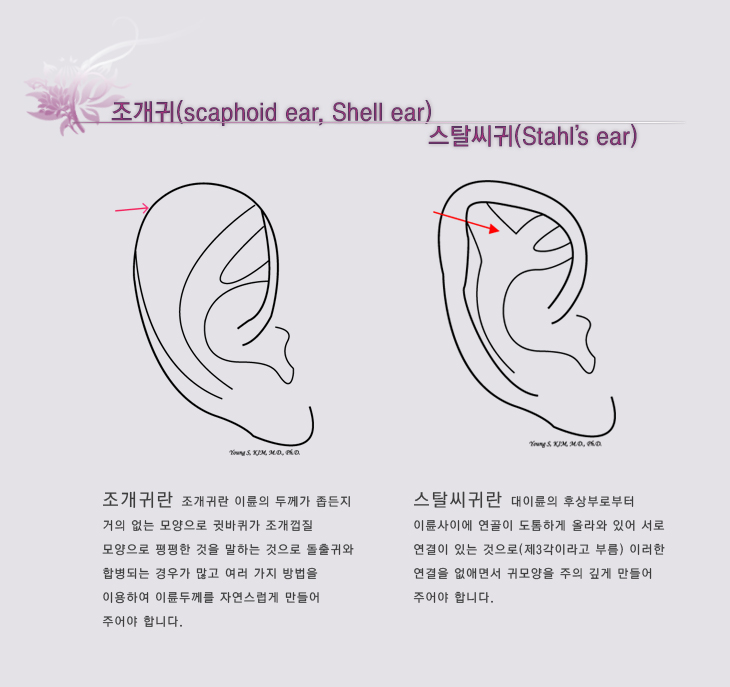 조개귀(scaphoid ear, Shell ear)
스탈씨귀(Stahl's ear)
Young S. KIM, M.D., Ph.D.
Young S. KIM, M.D., Ph.D.
조개귀란 조개귀란 이륜의 두께가 좁든지
거의 없는 모양으로 귓바퀴가 조개껍질
모양으로 평평한 것을 말하는 것으로 돌출귀와
합병되는 경우가 많고 여러 가지 방법을
이용하여 이륜두께를 자연스럽게 만들어
주어야 합니다.
스탈씨귀란 대이륜의 후상부로부터
이륜사이에 연골이 도톰하게 올라와 있어 서로
연결이 있는 것으로(제3각이라고 부름) 이러한
연결을 없애면서 귀모양을 주의 깊게 만들어
주어야 합니다.